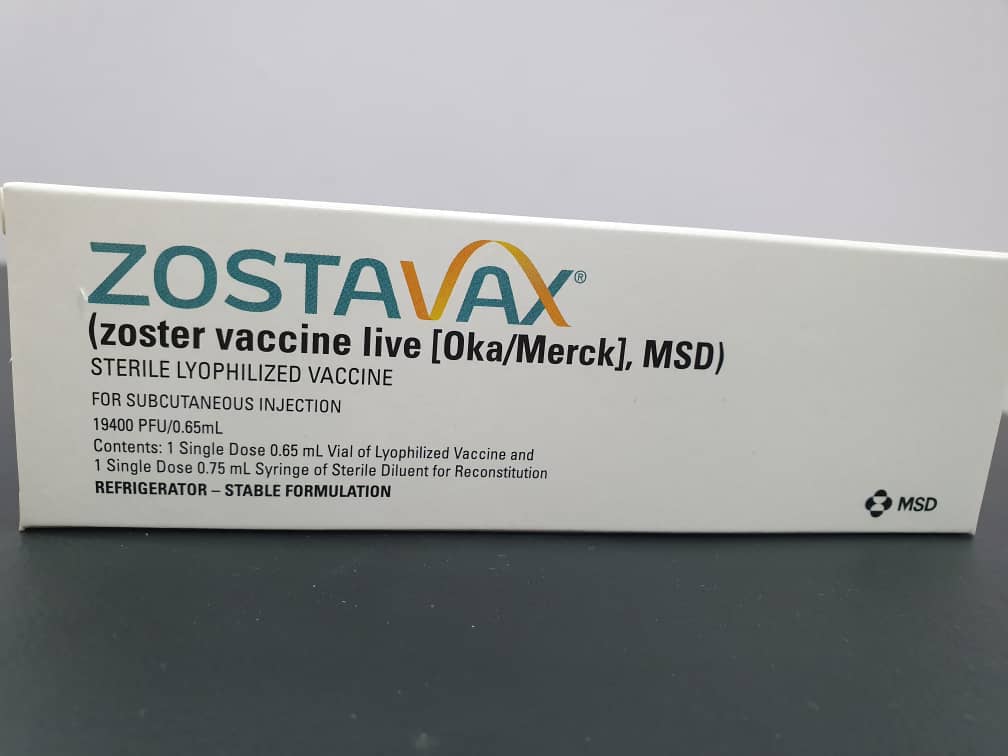 ZOSTAVAX®
(zoster vaccine live [Oka/Merck], MSD)
STERILE LYOPHILIZED VACCINE
FOR SUBCUTANEOUS INJECTION
19400 PFU/0.65mL
Contents: 1 Single Dose 0.65 mL Vial of Lyophilized Vaccine and
1 Single Dose 0.75 mL Syringe of Sterile Diluent for Reconstitution
REFRIGERATOR – STABLE FORMULATION
MSD